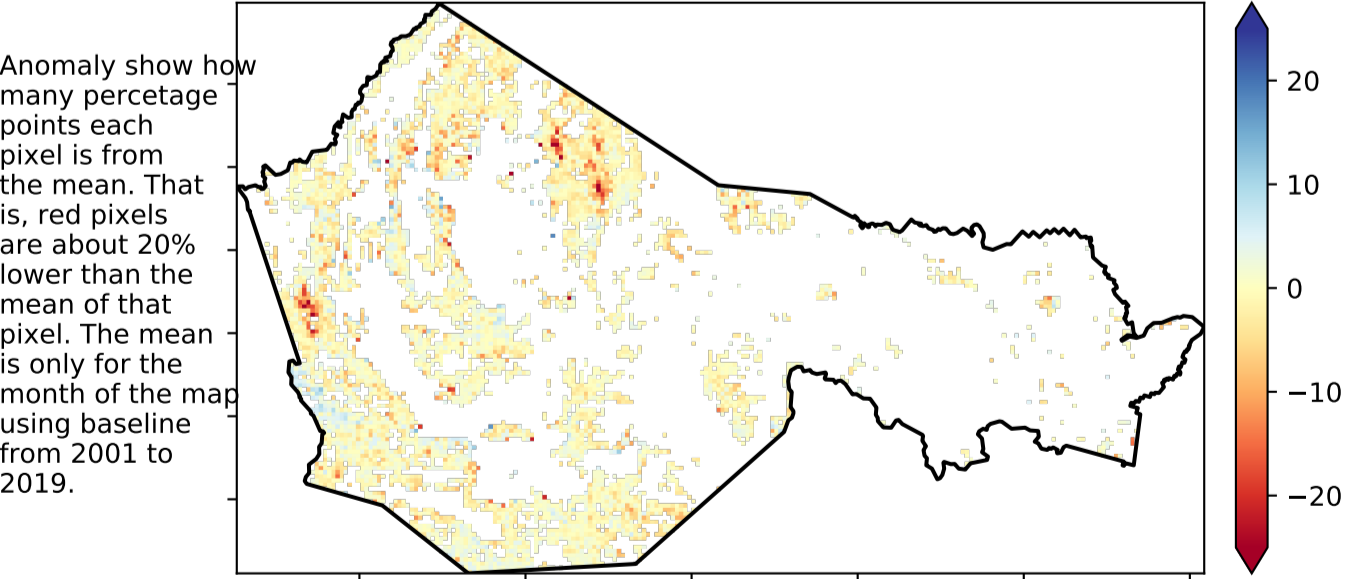 Anomaly show how
many percetage
points each
pixel is from
the mean. That
is, red pixels
are about 20%
lower than the
mean of that
pixel. The mean
is only for the
month of the map
using baseline
from 2001 to
2019.
20
10
0
−10
−20